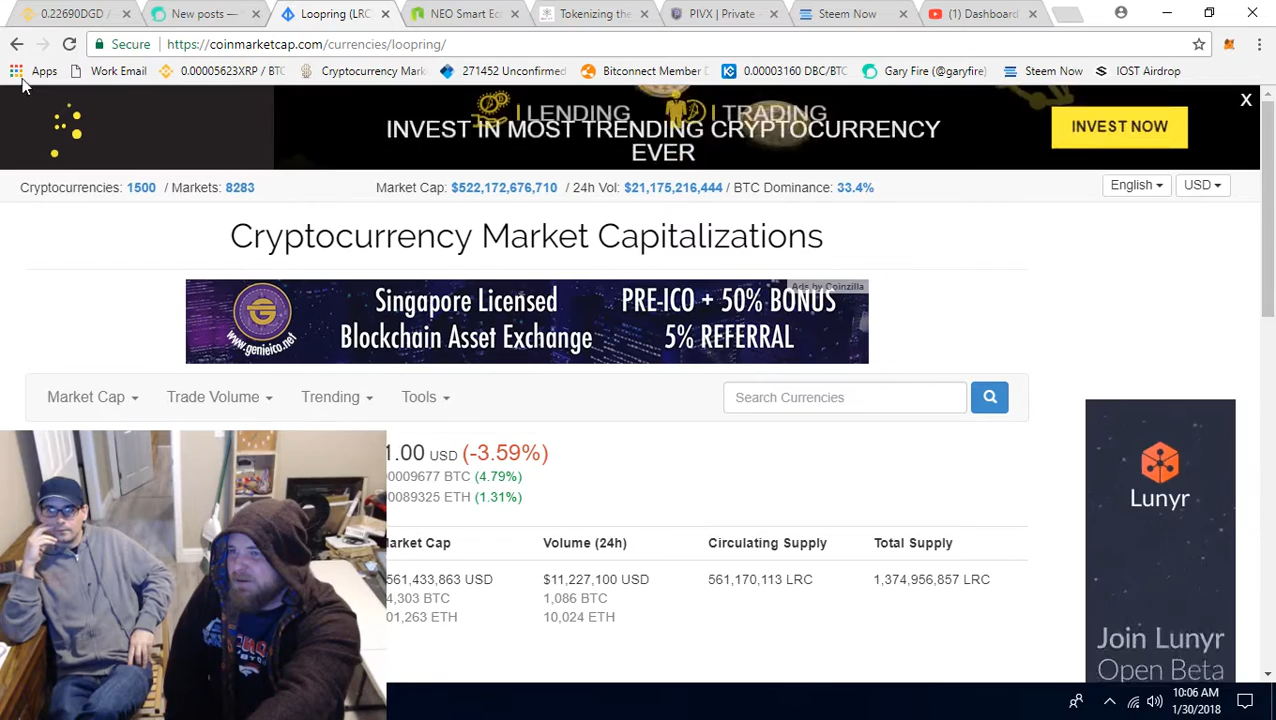 0.22690DGD
New posts —
Loopring (LRC
NEO Smart Ec
Tokenizing the
PIVX | Private
Steem Now
(1) Dashboard
Secure https://coinmarketcap.com/currencies/loopring/
Apps Work Email 0.00005623XRP / BTC Cryptocurrency Mark 271452 Unconfirmed Bitconnect Member 0.00003160 DBC/BTC Gary Fire (@garyfire) Steem Now IOST Airdrop
LENDING TRADING
INVEST IN MOST TRENDING CRYPTOCURRENCY
EVER
INVEST NOW
X
Cryptocurrencies: 1500 / Markets: 8283 Market Cap: $522,172,676,710 / 24h Vol: $21,175,216,444 / BTC Dominance: 33.4% English USD
Cryptocurrency Market Capitalizations
Ads by Coinzilla
Singapore Licensed PRE-ICO + 50% BONUS
Blockchain Asset Exchange 5% REFERRAL
www.genieico.net
Market Cap Trade Volume Trending Tools Search Currencies
1.00 USD (-3.59%)
00009677 BTC (4.79%)
0089325 ETH (1.31%)
arket Cap Volume (24h) Circulating Supply Total Supply
561,433,863 USD $11,227,100 USD 561,170,113 LRC 1,374,956,857 LRC
4,303 BTC 1,086 BTC
01,263 ETH 10,024 ETH
Lunyr
Join Lunyr
Open Beta
10:06 AM
1/30/2018